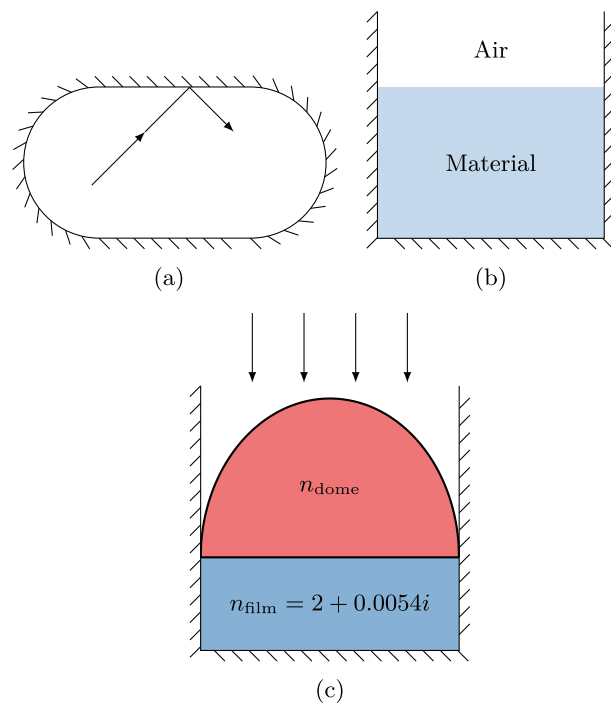 Air
Material
(a)
(b)
n_dome
n_film = 2 + 0.0054i
(c)